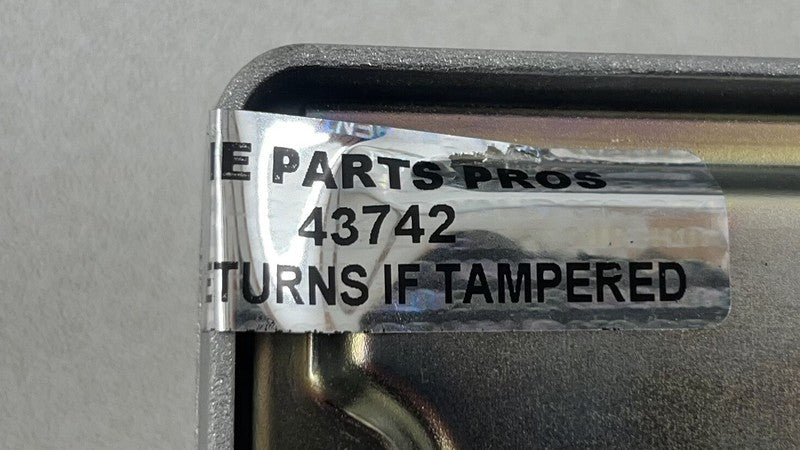 E PARTS PROS
43742
ETURNS IF TAMPERED